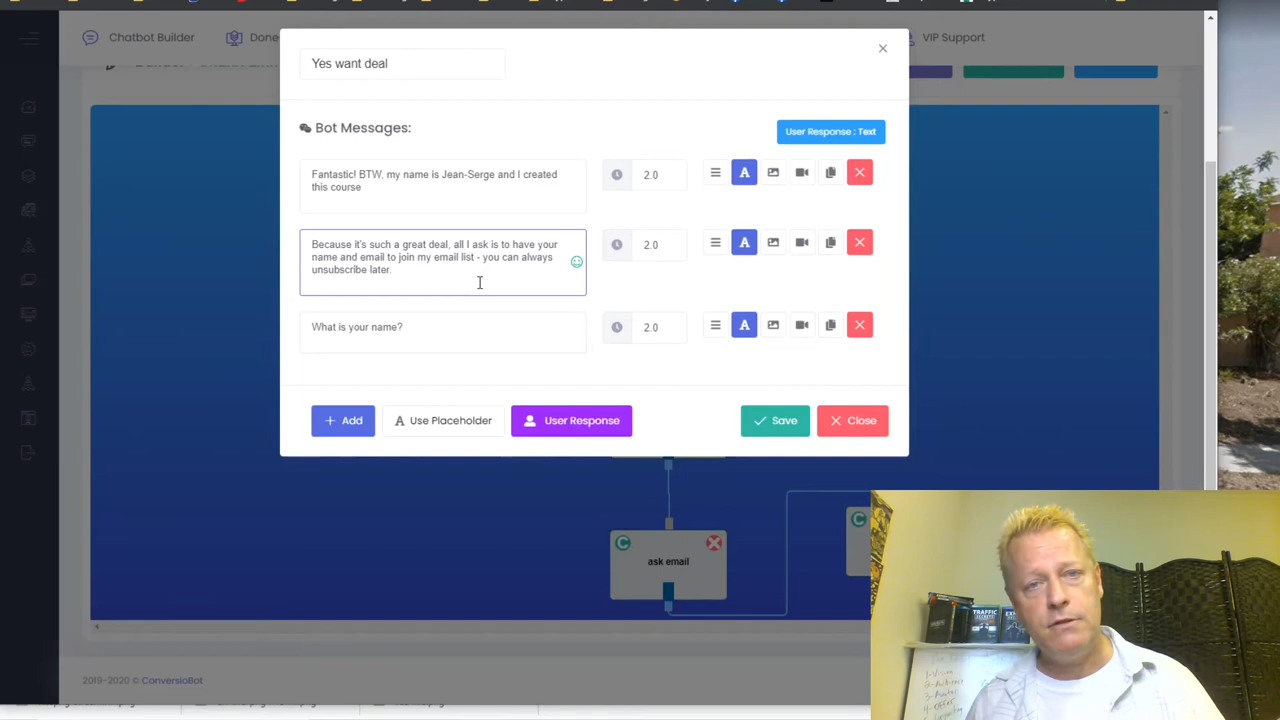 Chatbot Builder
Done
VIP Support
Yes want deal
Bot Messages:
User Response : Text
Fantastic! BTW, my name is Jean-Serge and I created
this course
2.0
A
Because it's such a great deal, all I ask is to have your
name and email to join my email list - you can always
unsubscribe later.
2.0
A
What is your name?
2.0
A
+ Add
A Use Placeholder
User Response
Save
Close
ask email
TRAFFIC
2019-2020 © ConversioBot